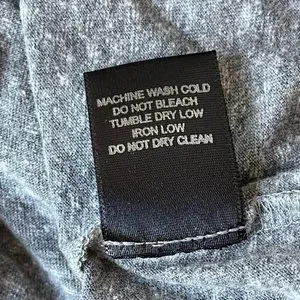 MACHINE WASH COLD
DO NOT BLEACH
TUMBLE DRY LOW
IRON LOW
DO NOT DRY CLEAN